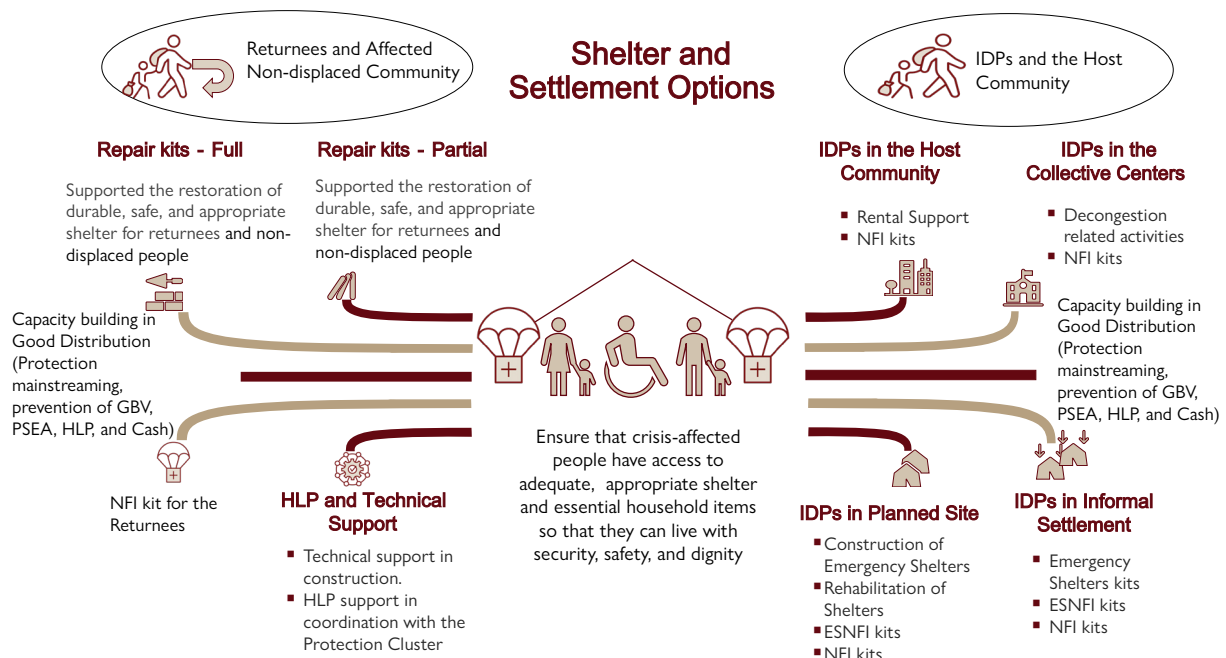 Returnees and Affected
Non-displaced Community
Shelter and
Settlement Options
IDPs and the Host
Community
Repair kits - Full
Supported the restoration of
durable, safe, and appropriate
shelter for returnees and non-
displaced people
Repair kits - Partial
Supported the restoration of
durable, safe, and appropriate
shelter for returnees and
non-displaced people
IDPs in the Host
Community
▪ Rental Support
▪ NFI kits
IDPs in the
Collective Centers
▪ Decongestion
related activities
▪ NFI kits
Capacity building in
Good Distribution
(Protection
mainstreaming,
prevention of GBV,
PSEA, HLP, and Cash)
Capacity building in
Good Distribution
(Protection
mainstreaming,
prevention of GBV,
PSEA, HLP, and Cash)
NFI kit for the
Returnees
HLP and Technical
Support
▪ Technical support in
construction.
▪ HLP support in
coordination with the
Protection Cluster
Ensure that crisis-affected
people have access to
adequate, appropriate shelter
and essential household items
so that they can live with
security, safety, and dignity
IDPs in Planned Site
▪ Construction of
Emergency Shelters
▪ Rehabilitation of
Shelters
▪ ESNFI kits
▪ NFI kits
IDPs in Informal
Settlement
▪ Emergency
Shelters kits
▪ ESNFI kits
▪ NFI kits